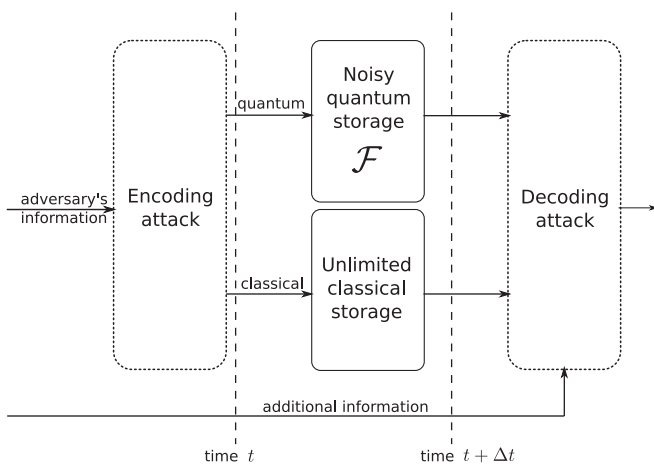 adversary's
information
Encoding
attack
quantum
classical
Noisy
quantum
storage
ℱ
Unlimited
classical
storage
Decoding
attack
additional information
time t
time t + Δt